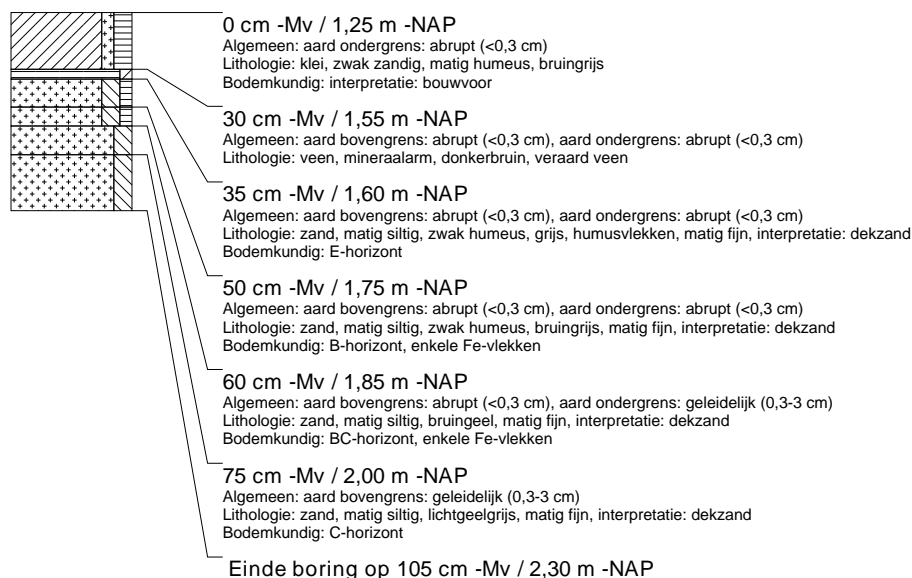 0 cm -Mv / 1,25 m -NAP
Algemeen: aard ondergrens: abrupt (<0,3 cm)
Lithologie: klei, zwak zandig, matig humeus, bruingrijs
Bodemkundig: interpretatie: bouwvoor
30 cm -Mv / 1,55 m -NAP
Algemeen: aard bovengrens: abrupt (<0,3 cm), aard ondergrens: abrupt (<0,3 cm)
Lithologie: veen, mineraalarm, donkerbruin, veraard veen
35 cm -Mv / 1,60 m -NAP
Algemeen: aard bovengrens: abrupt (<0,3 cm), aard ondergrens: abrupt (<0,3 cm)
Lithologie: zand, matig siltig, zwak humeus, grijs, humusvlekken, matig fijn, interpretatie: dekzand
Bodemkundig: E-horizont
50 cm -Mv / 1,75 m -NAP
Algemeen: aard bovengrens: abrupt (<0,3 cm), aard ondergrens: abrupt (<0,3 cm)
Lithologie: zand, matig siltig, zwak humeus, bruingrijs, matig fijn, interpretatie: dekzand
Bodemkundig: B-horizont, enkele Fe-vlekken
60 cm -Mv / 1,85 m -NAP
Algemeen: aard bovengrens: abrupt (<0,3 cm), aard ondergrens: geleidelijk (0,3-3 cm)
Lithologie: zand, matig siltig, bruingeel, matig fijn, interpretatie: dekzand
Bodemkundig: BC-horizont, enkele Fe-vlekken
75 cm -Mv / 2,00 m -NAP
Algemeen: aard bovengrens: geleidelijk (0,3-3 cm)
Lithologie: zand, matig siltig, lichtgeelgrijs, matig fijn, interpretatie: dekzand
Bodemkundig: C-horizont
Einde boring op 105 cm -Mv / 2,30 m -NAP